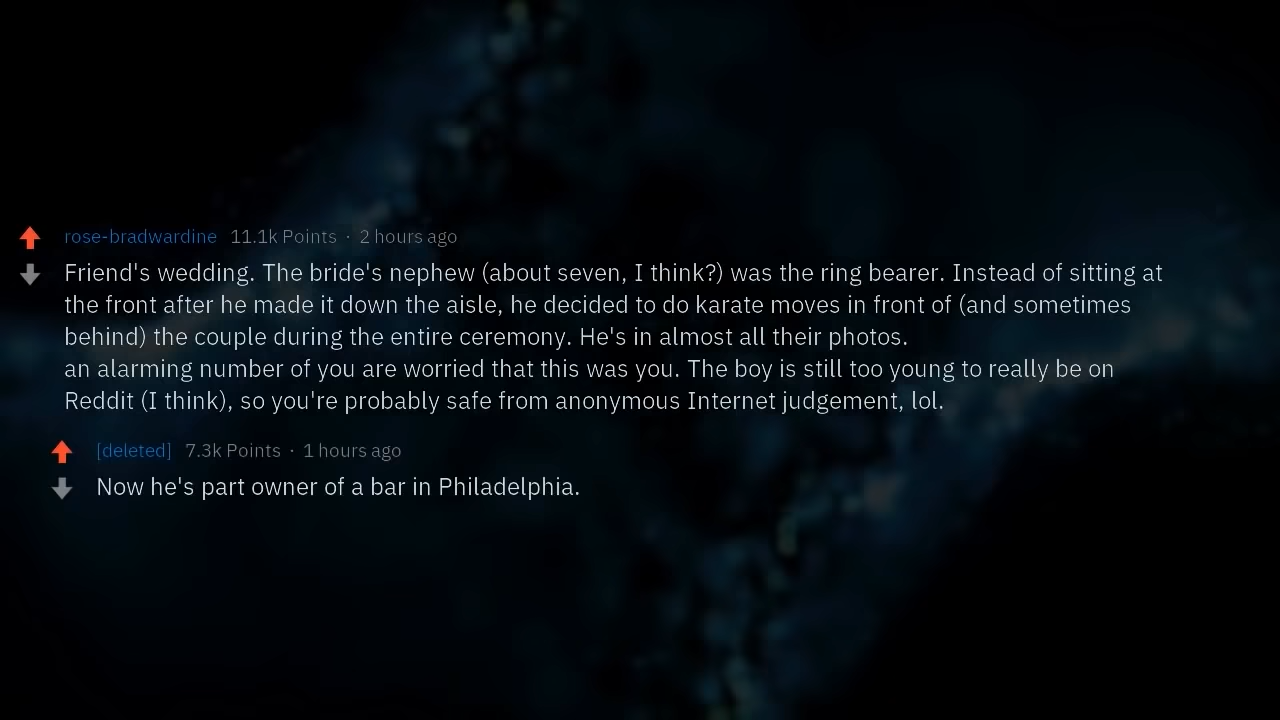 rose-bradwardine 11.1k Points · 2 hours ago
Friend's wedding. The bride's nephew (about seven, I think?) was the ring bearer. Instead of sitting at
the front after he made it down the aisle, he decided to do karate moves in front of (and sometimes
behind) the couple during the entire ceremony. He's in almost all their photos.
an alarming number of you are worried that this was you. The boy is still too young to really be on
Reddit (I think), so you're probably safe from anonymous Internet judgement, lol.
[deleted] 7.3k Points · 1 hours ago
Now he's part owner of a bar in Philadelphia.